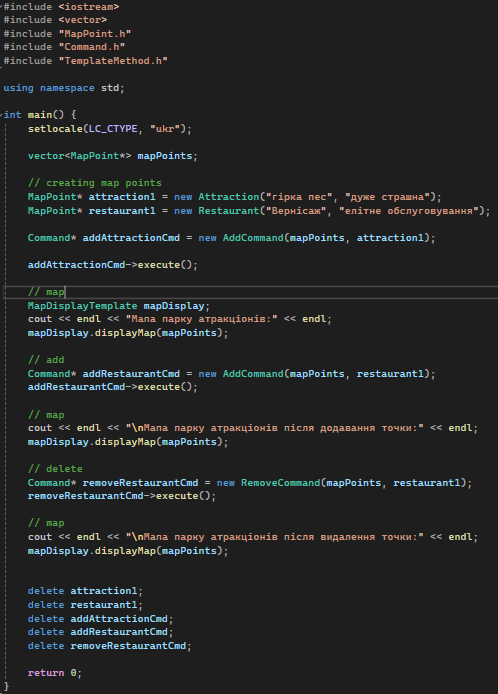 #include <iostream>
#include <vector>
#include "MapPoint.h"
#include "Command.h"
#include "TemplateMethod.h"
using namespace std;
int main() {
setlocale(LC_CTYPE, "ukr");
vector<MapPoint*> mapPoints;
// creating map points
MapPoint* attraction1 = new Attraction("гірка пес", "дуже страшна");
MapPoint* restaurant1 = new Restaurant("Вернісаж", "елітне обслуговування");
Command* addAttractionCmd = new AddCommand(mapPoints, attraction1);
addAttractionCmd->execute();
// map
MapDisplayTemplate mapDisplay;
cout << endl << "Мапа парку атракціонів:" << endl;
mapDisplay.displayMap(mapPoints);
// add
Command* addRestaurantCmd = new AddCommand(mapPoints, restaurant1);
addRestaurantCmd->execute();
// map
cout << endl << "\nМапа парку атракціонів після додавання точки:" << endl;
mapDisplay.displayMap(mapPoints);
// delete
Command* removeRestaurantCmd = new RemoveCommand(mapPoints, restaurant1);
removeRestaurantCmd->execute();
// map
cout << endl << "\nМапа парку атракціонів після видалення точки:" << endl;
mapDisplay.displayMap(mapPoints);
delete attraction1;
delete restaurant1;
delete addAttractionCmd;
delete addRestaurantCmd;
delete removeRestaurantCmd;
return 0;
}